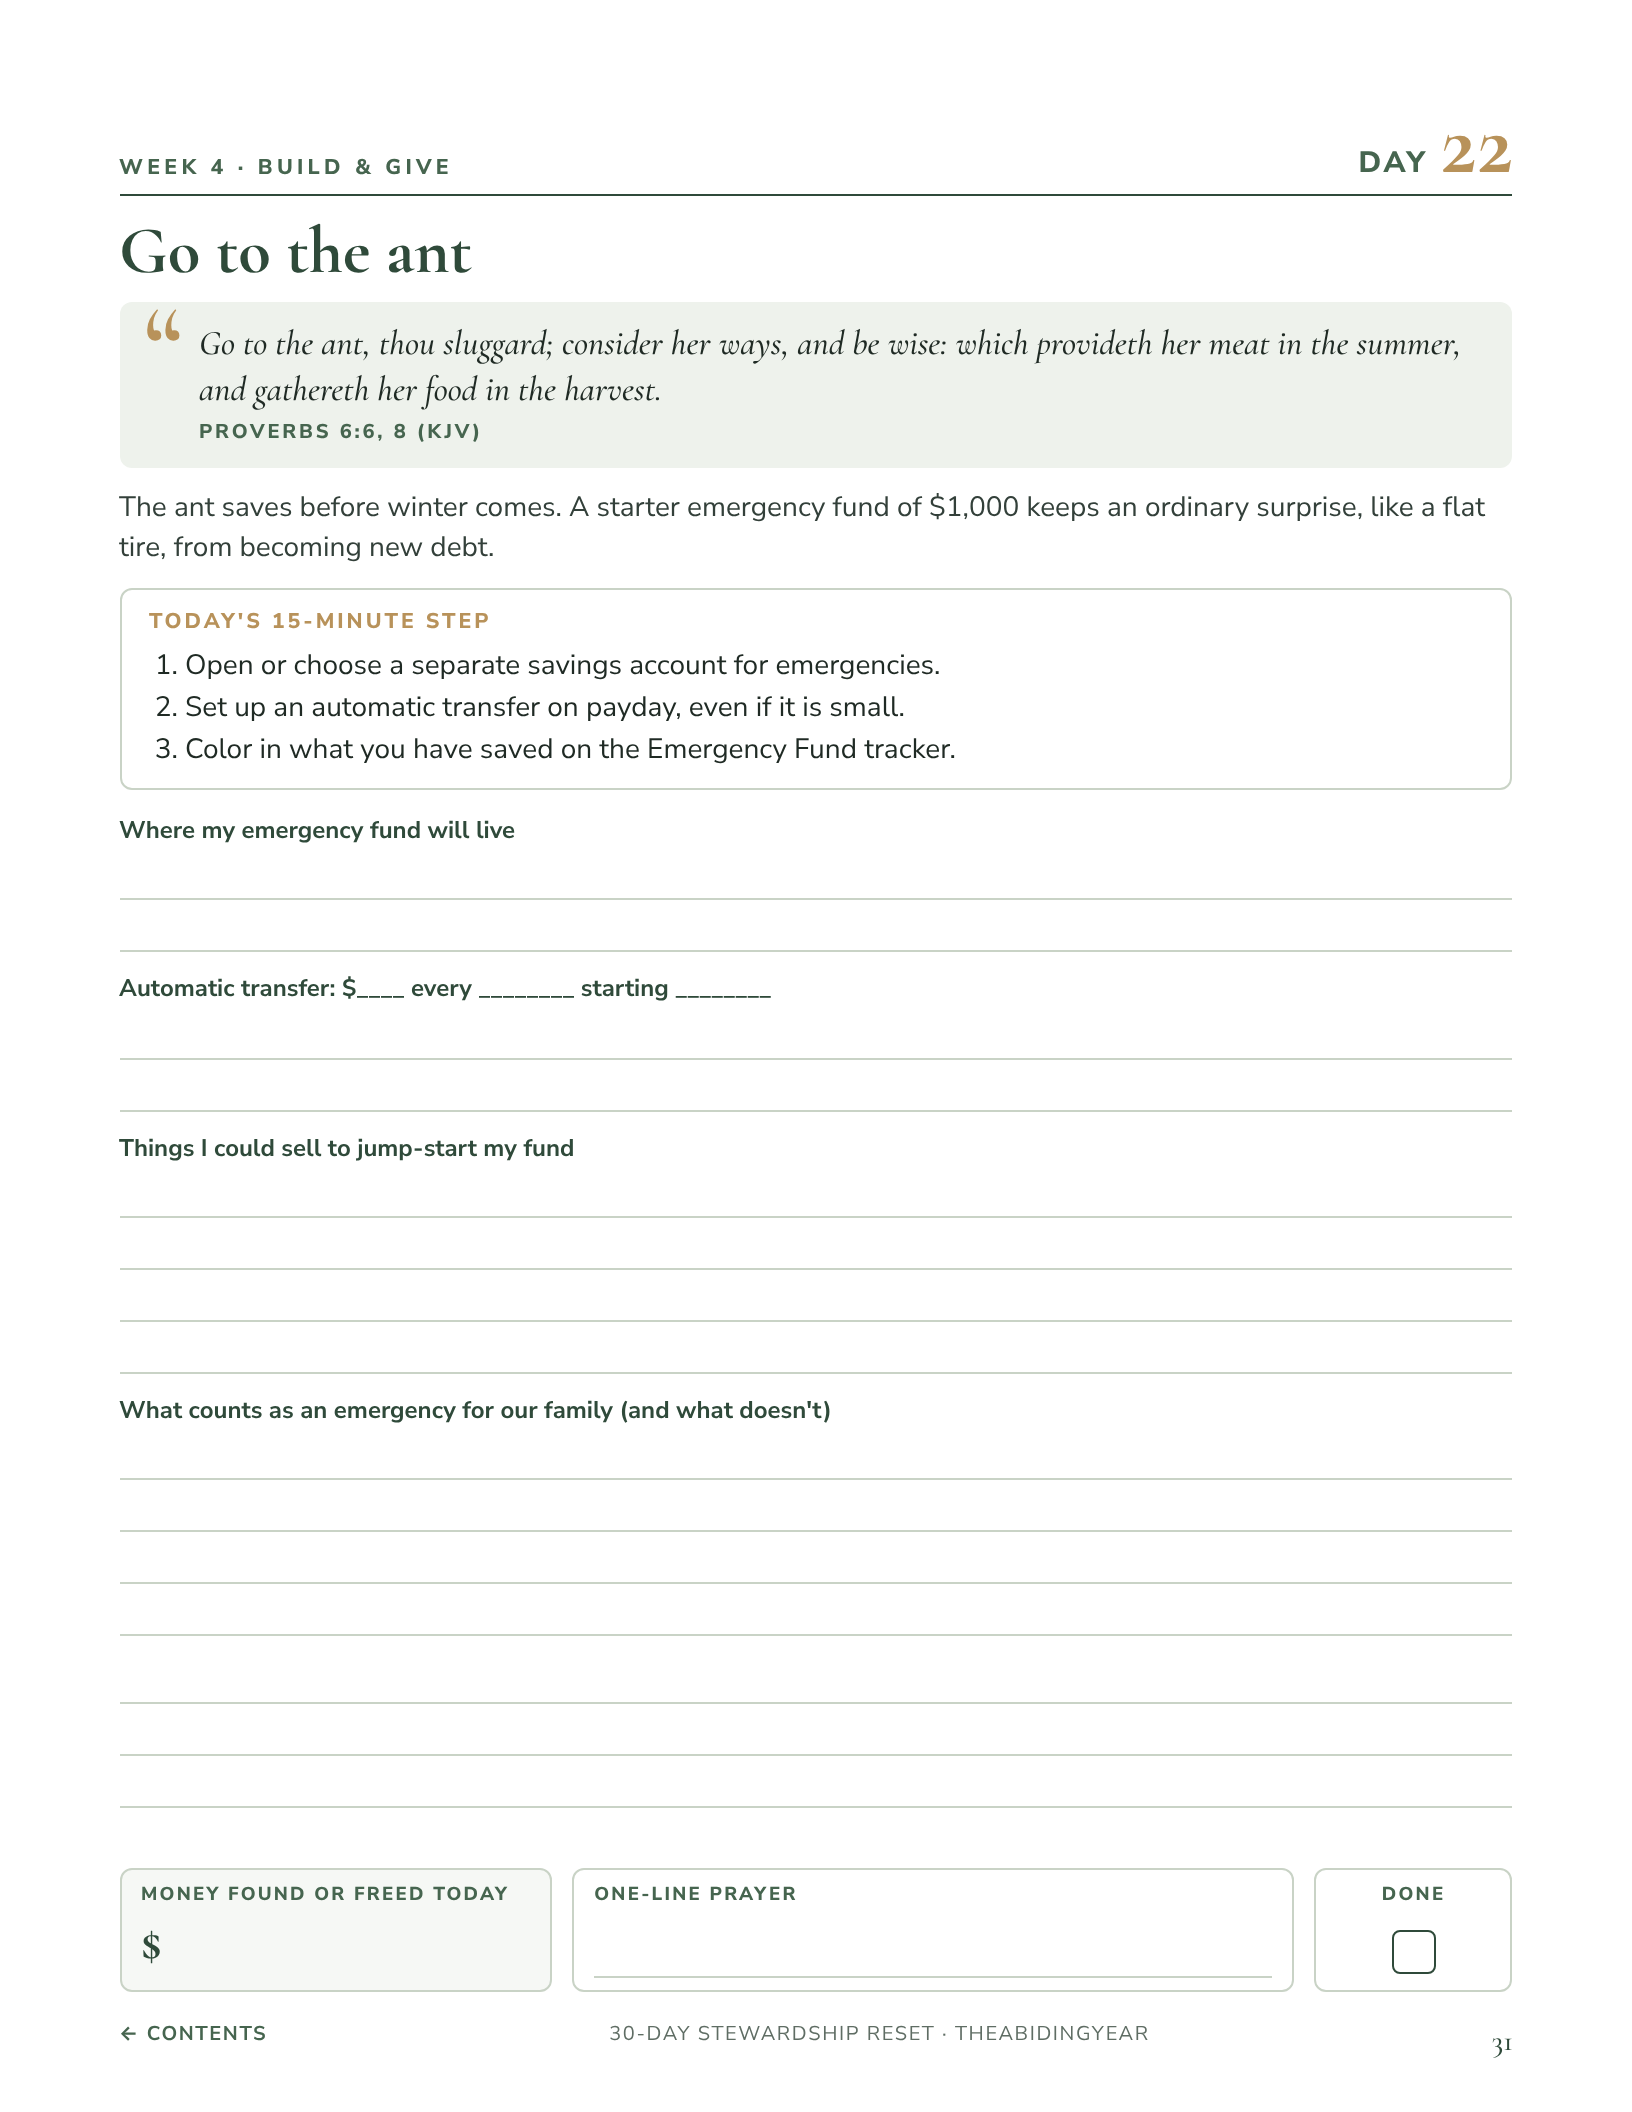 WEEK 4 · BUILD & GIVE
DAY 22
Go to the ant
“
Go to the ant, thou sluggard; consider her ways, and be wise: which provideth her meat in the summer,
and gathereth her food in the harvest.
PROVERBS 6:6, 8 (KJV)
The ant saves before winter comes. A starter emergency fund of $1,000 keeps an ordinary surprise, like a flat
tire, from becoming new debt.
TODAY'S 15-MINUTE STEP
1. Open or choose a separate savings account for emergencies.
2. Set up an automatic transfer on payday, even if it is small.
3. Color in what you have saved on the Emergency Fund tracker.
Where my emergency fund will live
Automatic transfer: $____ every ________ starting ________
Things I could sell to jump-start my fund
What counts as an emergency for our family (and what doesn't)
MONEY FOUND OR FREED TODAY
$
ONE-LINE PRAYER
DONE
← CONTENTS
30-DAY STEWARDSHIP RESET · THEABIDINGYEAR
31